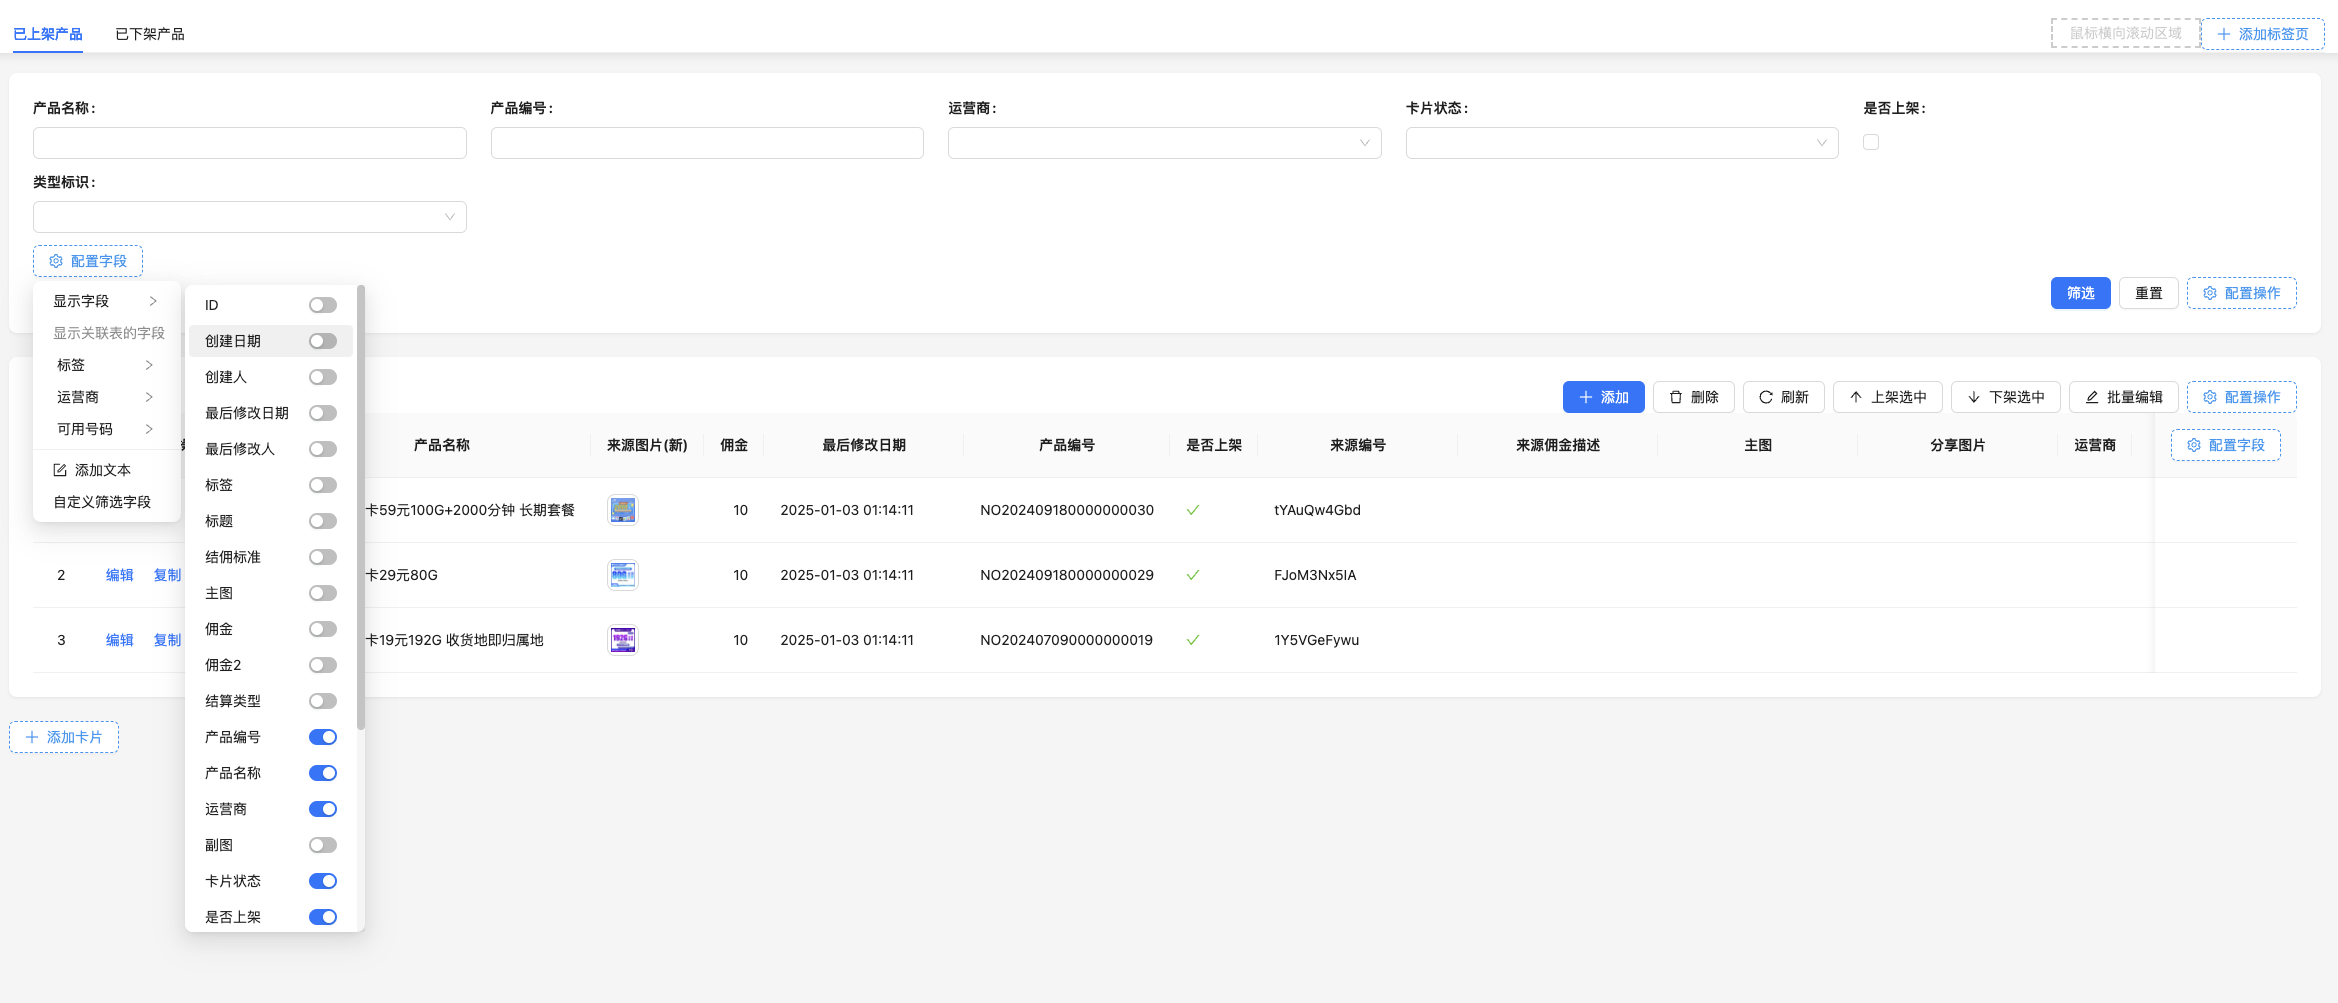 已上架产品
已下架产品
鼠标横向滚动区域
添加标签页
产品名称:
产品编号:
运营商:
卡片状态:
是否上架:
类型标识:
配置字段
筛选
重置
配置操作
显示字段
显示关联表的字段
标签
运营商
可用号码
添加文本
自定义筛选字段
ID
创建日期
创建人
最后修改日期
最后修改人
标签
标题
结佣标准
主图
佣金
佣金2
结算类型
产品编号
产品名称
运营商
副图
卡片状态
是否上架
添加
删除
刷新
上架选中
下架选中
批量编辑
配置操作
产品名称
来源图片(新)
佣金
最后修改日期
产品编号
是否上架
来源编号
来源佣金描述
主图
分享图片
运营商
配置字段
卡59元100G+2000分钟 长期套餐
10
2025-01-03 01:14:11
NO202409180000000030
tYAuQw4Gbd
2
编辑
复制
卡29元80G
10
2025-01-03 01:14:11
NO202409180000000029
FJoM3Nx5IA
3
编辑
复制
卡19元192G 收货地即归属地
10
2025-01-03 01:14:11
NO202407090000000019
1Y5VGeFywu
添加卡片